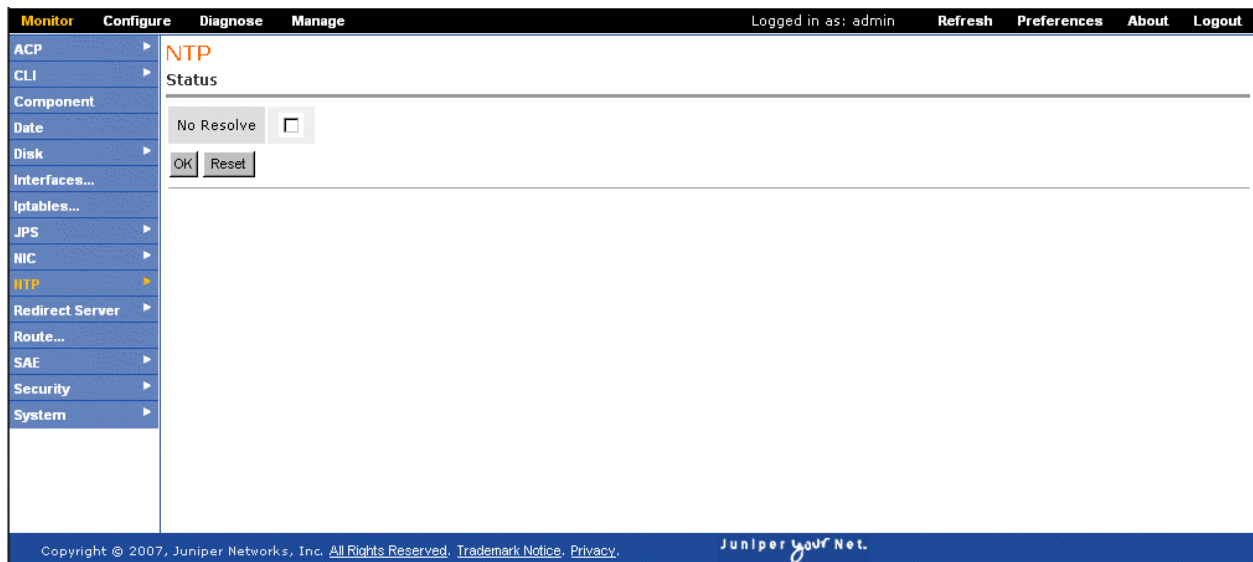 Monitor Configure Diagnose Manage Logged in as: admin Refresh Preferences About Logout
ACP
CLI
Component
Date
Disk
Interfaces...
Iptables...
JPS
NIC
NTP
Redirect Server
Route...
SAE
Security
System
NTP
Status
No Resolve
OK Reset
Copyright © 2007, Juniper Networks, Inc. All Rights Reserved. Trademark Notice. Privacy.
Juniper your Net.